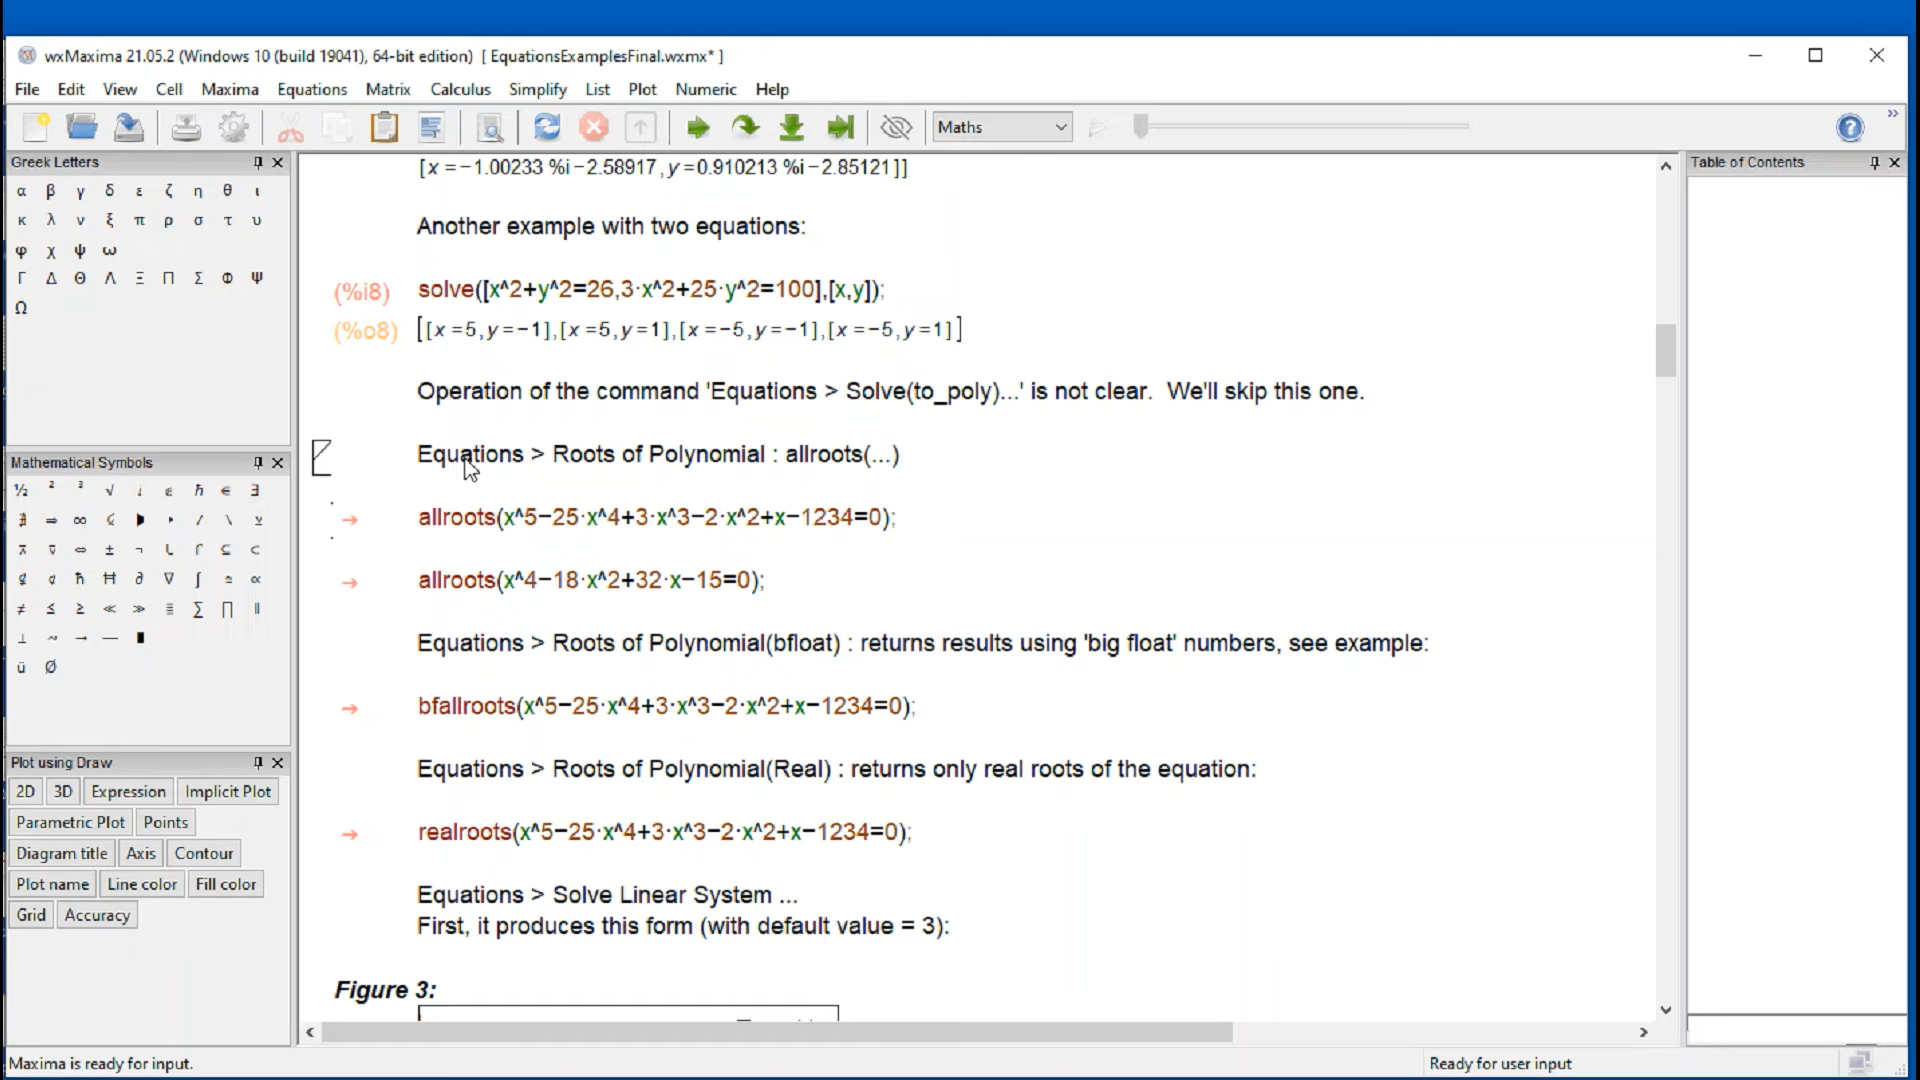 wxMaxima 21.05.2 (Windows 10 (build 19041), 64-bit edition) [ EquationsExamplesFinal.wxmx* ]
File Edit View Cell Maxima Equations Matrix Calculus Simplify List Plot Numeric Help
Maths
Greek Letters
α β γ δ ε ζ η θ ι
κ λ ν ξ π ρ σ τ υ
φ χ ψ ω
Γ Δ Θ Λ Ξ Π Σ Φ Ψ
Ω
Mathematical Symbols
½ ² ³ √
ü Ø
Plot using Draw
2D 3D Expression Implicit Plot
Parametric Plot Points
Diagram title Axis Contour
Plot name Line color Fill color
Grid Accuracy
[x=−1.00233 %i−2.58917,y=0.910213 %i−2.85121]]
Another example with two equations:
(%i8) solve([x^2+y^2=26,3·x^2+25·y^2=100],[x,y]);
(%o8) [[x=5,y=−1],[x=5,y=1],[x=−5,y=−1],[x=−5,y=1]]
Operation of the command 'Equations > Solve(to_poly)...' is not clear. We'll skip this one.
Equations > Roots of Polynomial : allroots(...)
→ allroots(x^5−25·x^4+3·x^3−2·x^2+x−1234=0);
→ allroots(x^4−18·x^2+32·x−15=0);
Equations > Roots of Polynomial(bfloat) : returns results using 'big float' numbers, see example:
→ bfallroots(x^5−25·x^4+3·x^3−2·x^2+x−1234=0);
Equations > Roots of Polynomial(Real) : returns only real roots of the equation:
→ realroots(x^5−25·x^4+3·x^3−2·x^2+x−1234=0);
Equations > Solve Linear System ...
First, it produces this form (with default value = 3):
Figure 3:
Table of Contents
Maxima is ready for input.
Ready for user input